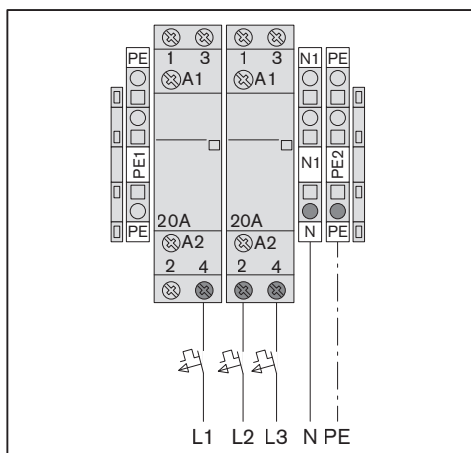 PE 1 3 1 3 N1 PE
A1 A1
PE1 N1 PE2
20A 20A
A2 A2
PE 2 4 2 4 N PE
L1 L2 L3 N PE